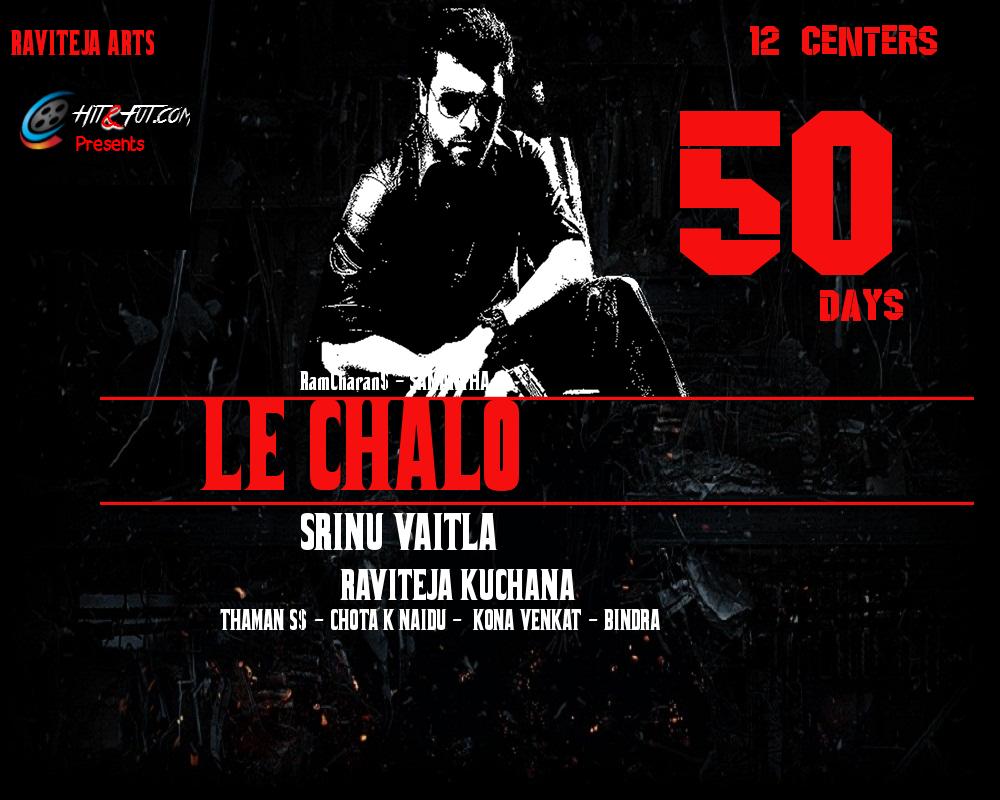 RAVITEJA ARTS
12 CENTERS
HIT&FUT.COM
Presents
50
DAYS
RamCharan$ -
LE CHALO
SRINU VAITLA
RAVITEJA KUCHANA
THAMAN S$ - CHOTA K NAIDU - KONA VENKAT - BINDRA